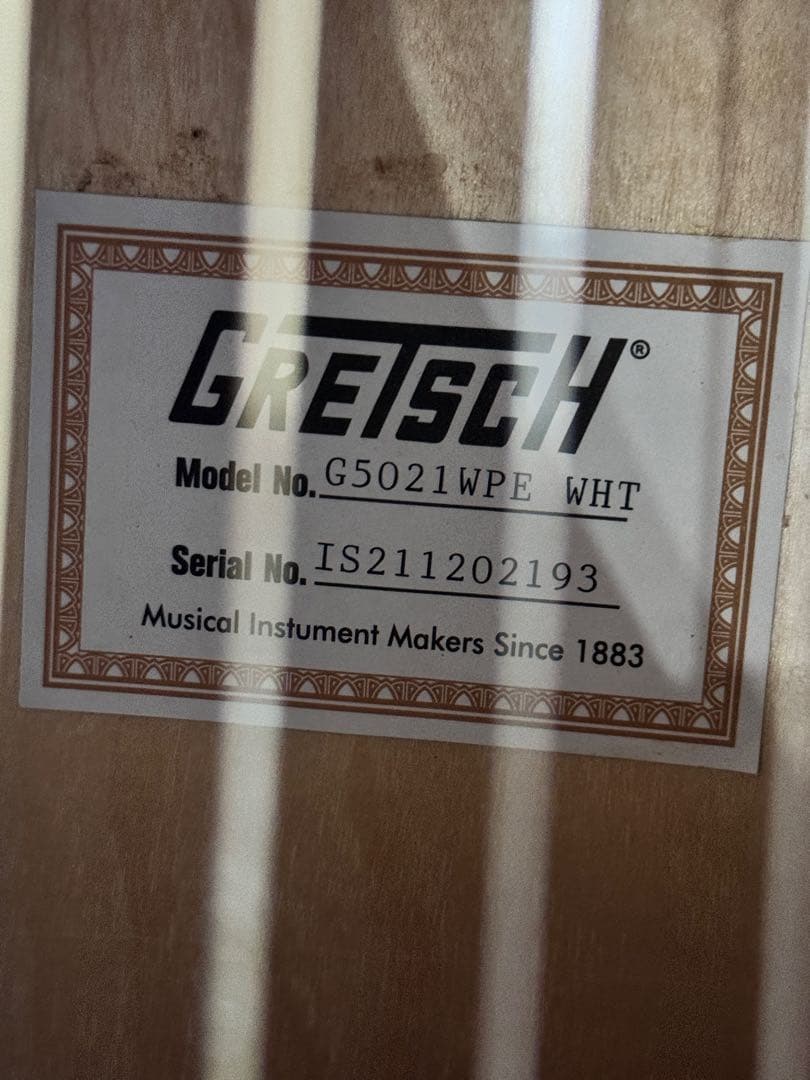 GRETSCH®
Model No. G5021WPE WHT
Serial No. IS211202193
Musical Instument Makers Since 1883